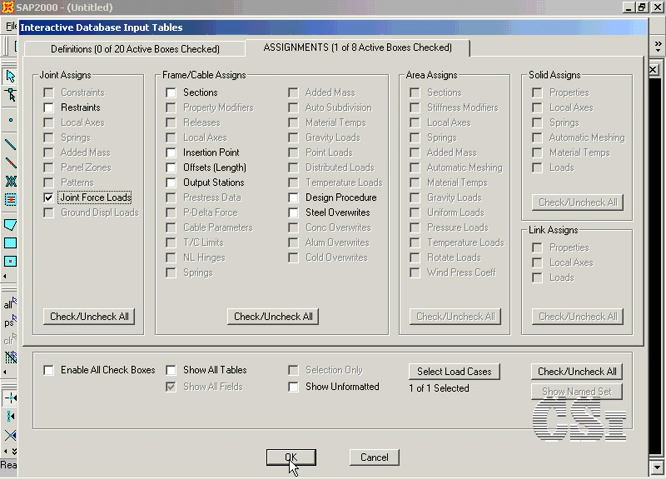 SAP2000 - (Untitled)
Interactive Database Input Tables
Definitions (0 of 20 Active Boxes Checked)
ASSIGNMENTS (1 of 8 Active Boxes Checked)
Joint Assigns
Constraints
Restraints
Local Axes
Springs
Added Mass
Panel Zones
Patterns
Joint Force Loads
Ground Displ Loads
Check/Uncheck All
Frame/Cable Assigns
Sections
Property Modifiers
Releases
Local Axes
Insertion Point
Offsets (Length)
Output Stations
Prestress Data
P-Delta Force
Cable Parameters
T/C Limits
NL Hinges
Springs
Added Mass
Auto Subdivision
Material Temps
Gravity Loads
Point Loads
Distributed Loads
Temperature Loads
Design Procedure
Steel Overwrites
Conc Overwrites
Alum Overwrites
Cold Overwrites
Check/Uncheck All
Area Assigns
Sections
Stiffness Modifiers
Local Axes
Springs
Added Mass
Automatic Meshing
Material Temps
Gravity Loads
Uniform Loads
Pressure Loads
Temperature Loads
Rotate Loads
Wind Press Coeff
Check/Uncheck All
Solid Assigns
Properties
Local Axes
Springs
Automatic Meshing
Material Temps
Loads
Check/Uncheck All
Link Assigns
Properties
Local Axes
Loads
Check/Uncheck All
Enable All Check Boxes
Show All Tables
Show All Fields
Selection Only
Show Unformatted
Select Load Cases
1 of 1 Selected
Check/Uncheck All
Show Named Set
CSI
OK
Cancel
all
ps
clr
Rea